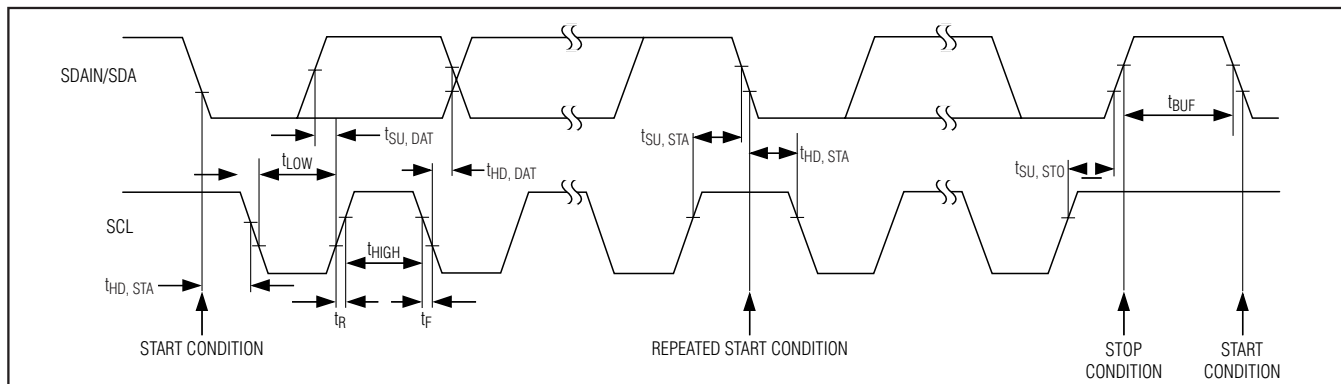 SDAIN/SDA
tSU, DAT
tLOW
tHD, DAT
tSU, STA
tHD, STA
tBUF
tSU, STO
SCL
tHIGH
tHD, STA
tR
tF
START CONDITION
REPEATED START CONDITION
STOP
CONDITION
START
CONDITION